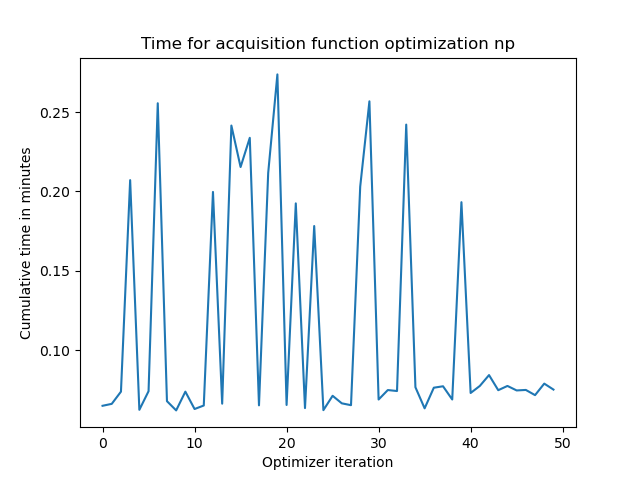 Time for acquisition function optimization np
Cumulative time in minutes
0.25
0.20
0.15
0.10
0 10 20 30 40 50
Optimizer iteration